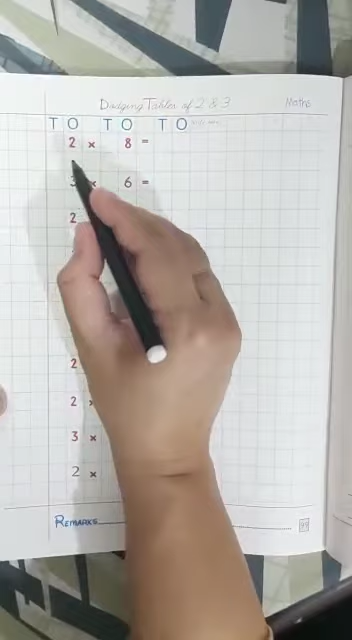 Dodging Tables of 2 & 3 Maths
T O T O T O
2 × 8 =
3 × 6 =
2
2
2 ×
3 ×
2 ×
REMARKS